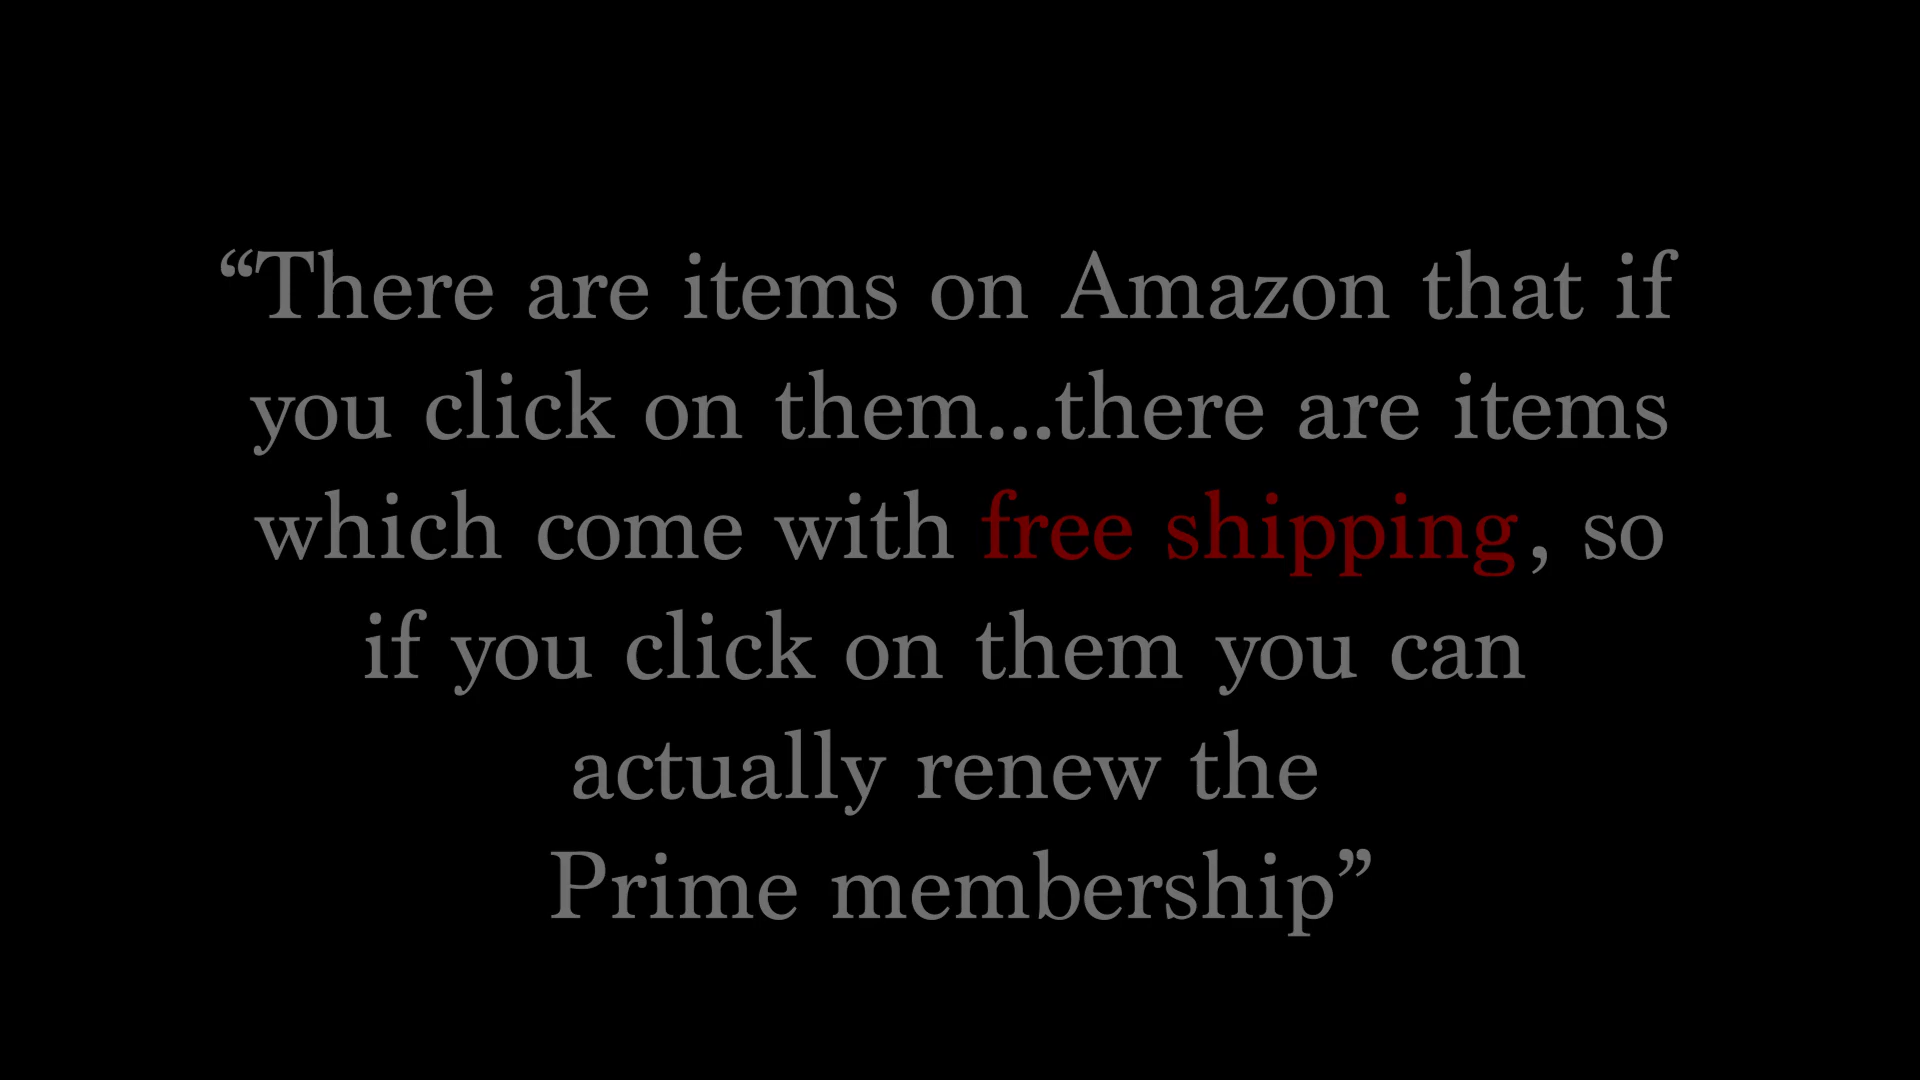 “There are items on Amazon that if
you click on them...there are items
which come with free shipping, so
if you click on them you can
actually renew the
Prime membership”